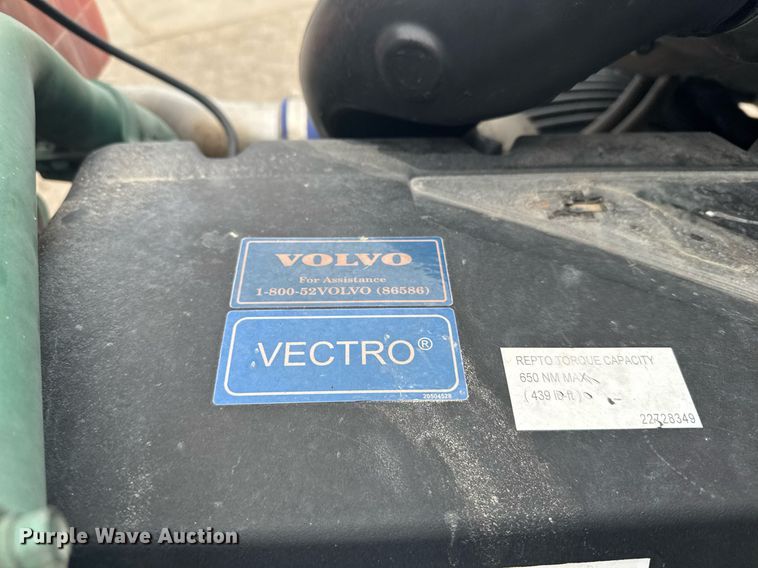 VOLVO
For Assistance
1-800-52VOLVO (86586)
VECTRO®
20504528
REPTO TORQUE CAPACITY
650 NM MAX
( 439 lb-ft )
22728349
Purple Wave Auction